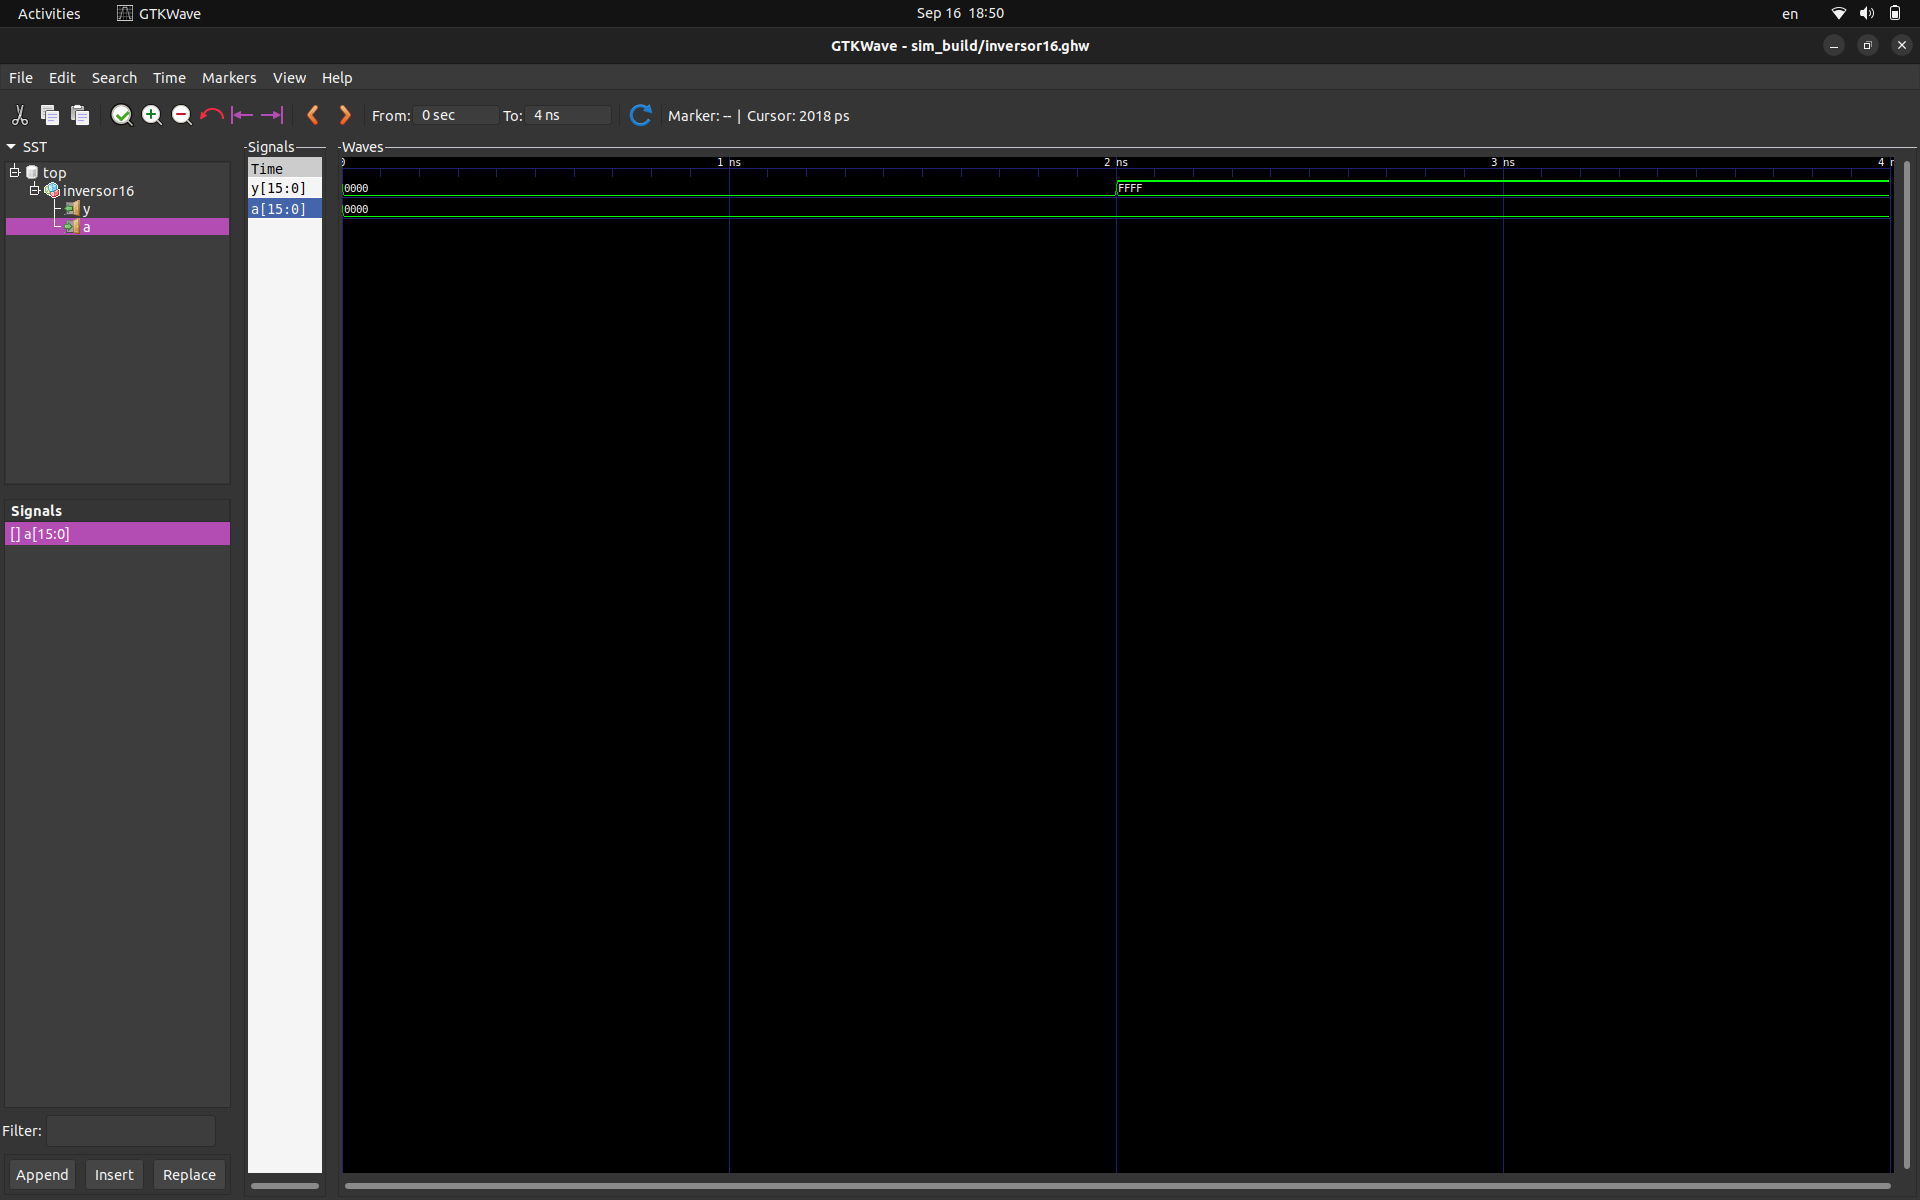 Activities GTKWave Sep 16 18:50 en
GTKWave - sim_build/inversor16.ghw
File Edit Search Time Markers View Help
From: 0 sec To: 4 ns Marker: -- | Cursor: 2018 ps
SST
top
inversor16
y
a
Signals
[] a[15:0]
Filter:
Append Insert Replace
Signals
Time
y[15:0]
a[15:0]
Waves
0 1 ns 2 ns 3 ns 4 n
0000 FFFF
0000